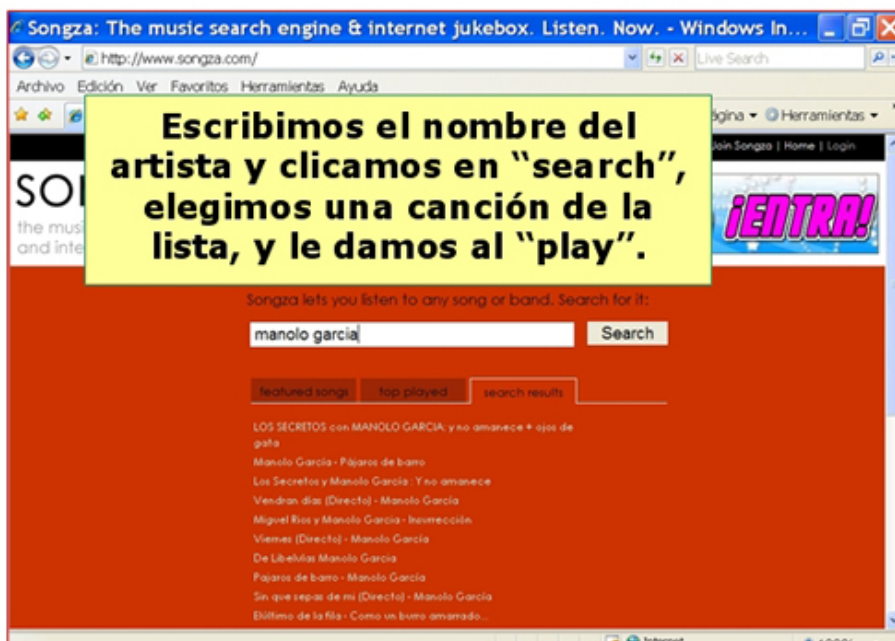 Songza: The music search engine & internet jukebox. Listen. Now. - Windows In...
http://www.songza.com/
Live Search
Archivo Edición Ver Favoritos Herramientas Ayuda
ágina Herramientas
Escribimos el nombre del
artista y clicamos en “search”,
elegimos una canción de la
lista, y le damos al “play”.
Join Songza | Home | Login
SO
the musi
and inte
¡ENTRA!
Songza lets you listen to any song or band. Search for it:
manolo garcia
Search
featured songs top played search results
LOS SECRETOS con MANOLO GARCIA: y no amanece + ojos de
gata
Manolo García - Pájaros de barro
Los Secretos y Manolo García : Y no amanece
Vendran días (Directo) - Manolo García
Miguel Rios y Manolo Garcia - Insurrección
Viernes (Directo) - Manolo García
De Libelulas Manolo Garcia
Pajaros de barro - Manolo García
Sin que sepas de mi (Directo) - Manolo García
de la fila - Como un burro amarrado...
Internet